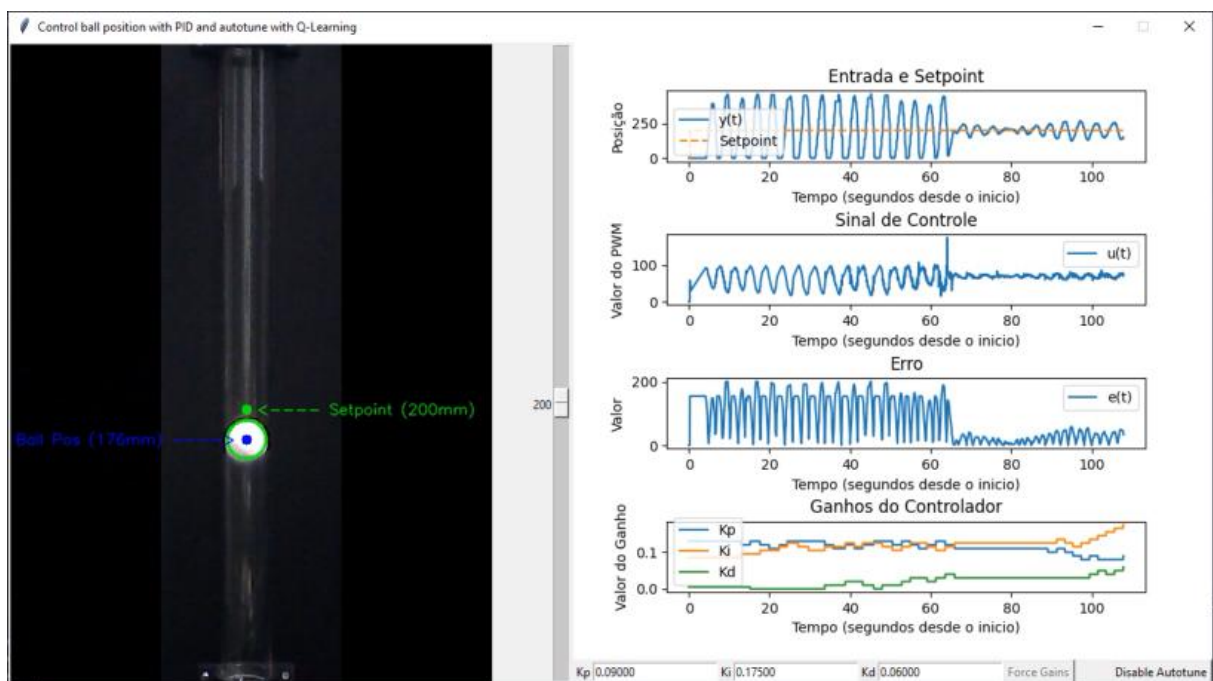 Control ball position with PID and autotune with Q-Learning
Setpoint (200mm)
Ball Pos (176mm)
200
Entrada e Setpoint
Posição
250
0
y(t)
Setpoint
0 20 40 60 80 100
Tempo (segundos desde o inicio)
Sinal de Controle
Valor do PWM
100
0
u(t)
0 20 40 60 80 100
Tempo (segundos desde o inicio)
Erro
Valor
200
0
e(t)
0 20 40 60 80 100
Tempo (segundos desde o inicio)
Ganhos do Controlador
Valor do Ganho
0.1
0.0
Kp
Ki
Kd
0 20 40 60 80 100
Tempo (segundos desde o inicio)
Kp 0.09000 Ki 0.17500 Kd 0.06000 Force Gains Disable Autotune